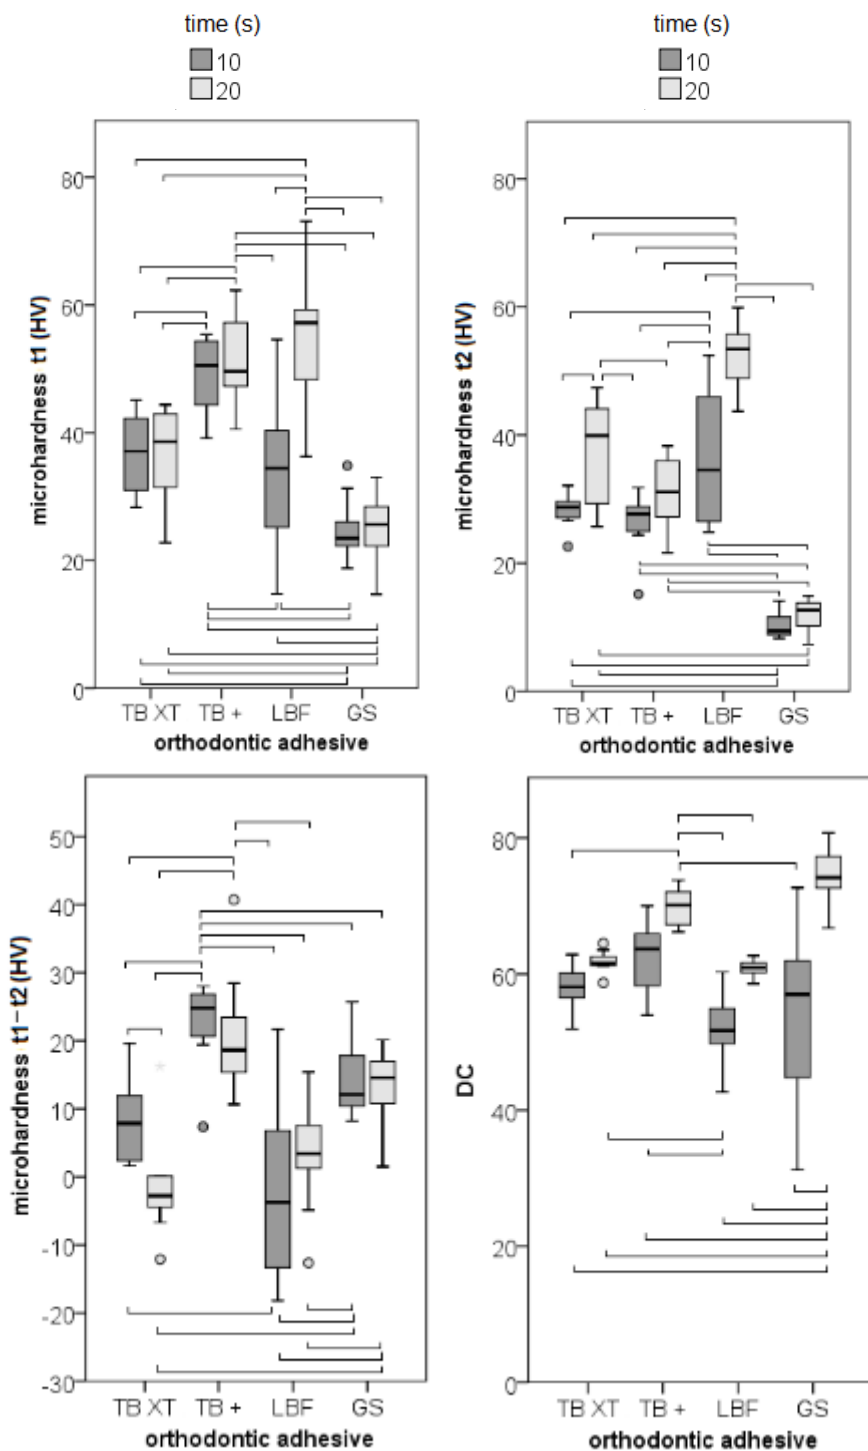 time (s)
10
20
microhardness t1 (HV)
80
60
40
20
0
TB XT TB + LBF GS
orthodontic adhesive
time (s)
10
20
microhardness t2 (HV)
80
60
40
20
0
TB XT TB + LBF GS
orthodontic adhesive
microhardness t1-t2 (HV)
50
40
30
20
10
0
-10
-20
-30
TB XT TB + LBF GS
orthodontic adhesive
DC
80
60
40
20
0
TB XT TB + LBF GS
orthodontic adhesive